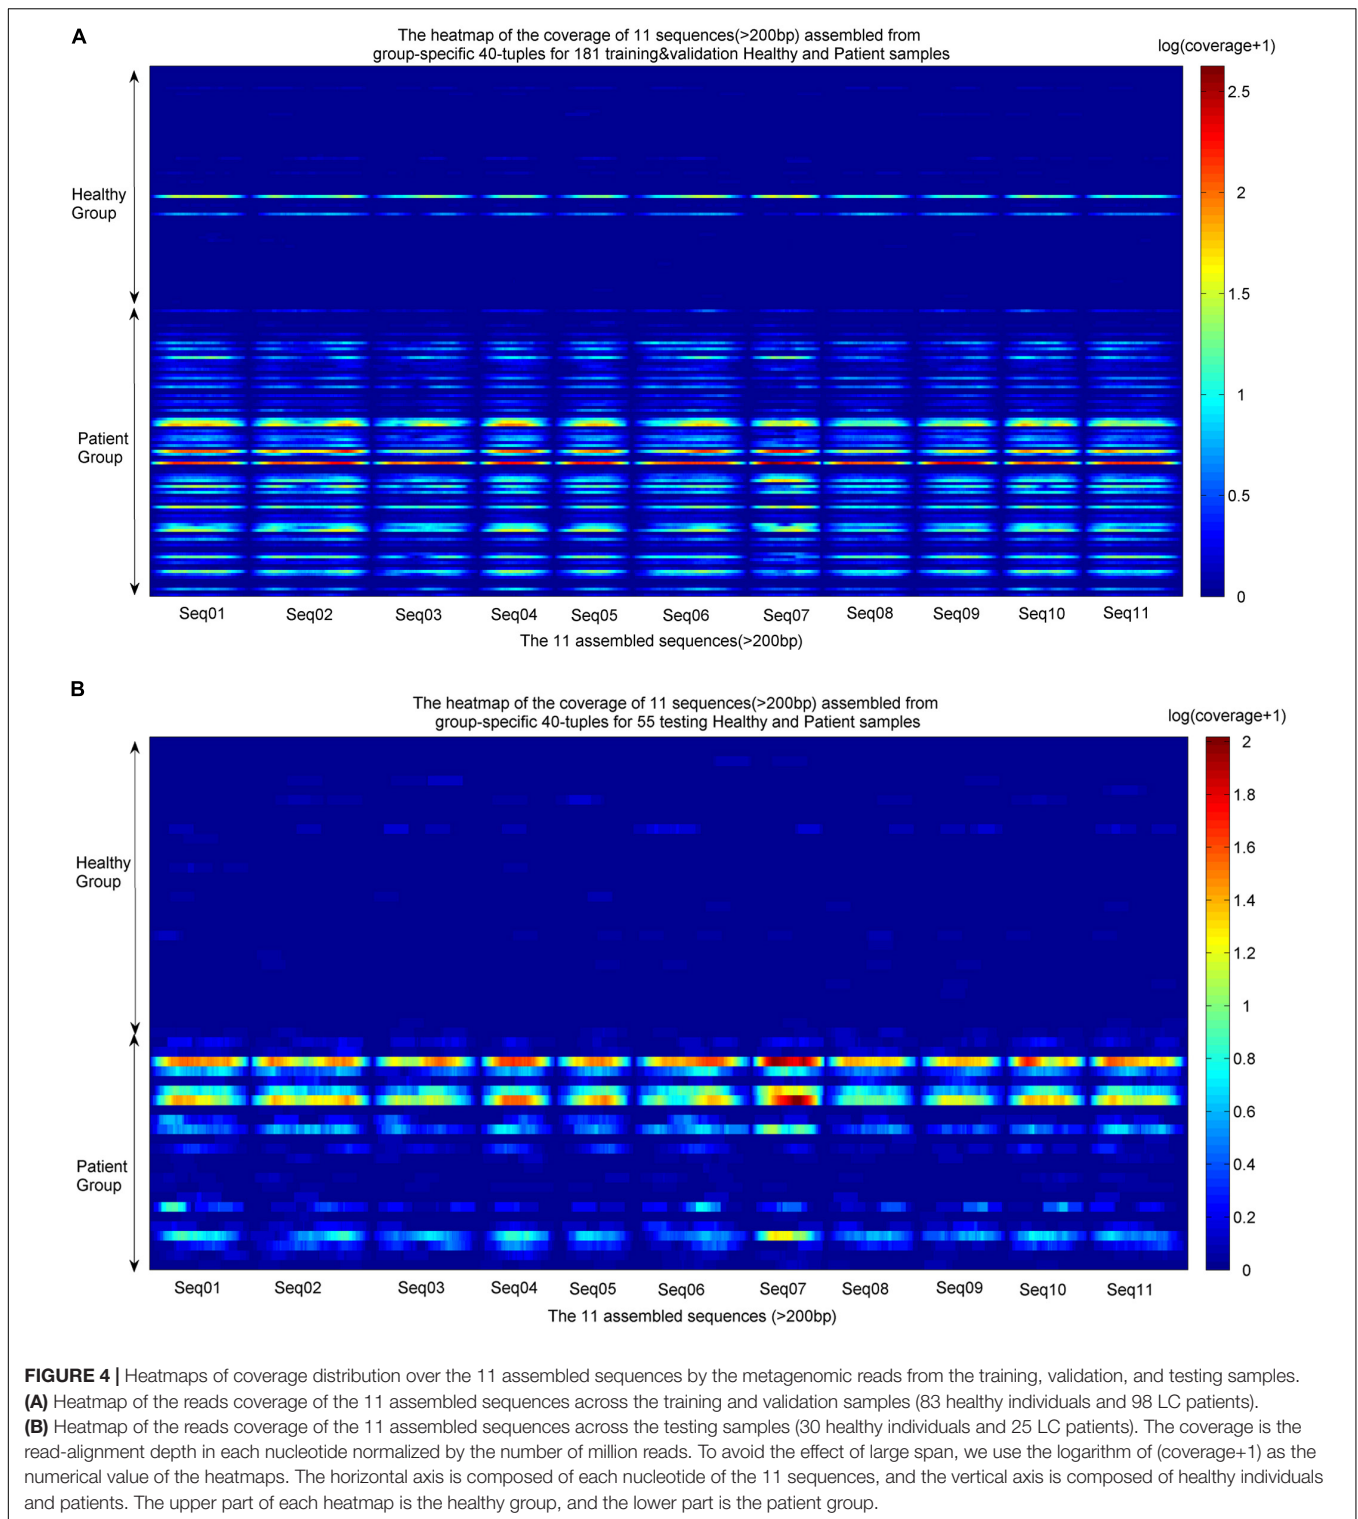 A
The heatmap of the coverage of 11 sequences(>200bp) assembled from
group-specific 40-tuples for 181 training&validation Healthy and Patient samples
log(coverage+1)
2.5
2
1.5
1
0.5
0
Healthy
Group
Patient
Group
Seq01 Seq02 Seq03 Seq04 Seq05 Seq06 Seq07 Seq08 Seq09 Seq10 Seq11
The 11 assembled sequences(>200bp)
B
The heatmap of the coverage of 11 sequences(>200bp) assembled from
group-specific 40-tuples for 55 testing Healthy and Patient samples
log(coverage+1)
2
1.8
1.6
1.4
1.2
1
0.8
0.6
0.4
0.2
0
Healthy
Group
Patient
Group
Seq01 Seq02 Seq03 Seq04 Seq05 Seq06 Seq07 Seq08 Seq09 Seq10 Seq11
The 11 assembled sequences (>200bp)
FIGURE 4 | Heatmaps of coverage distribution over the 11 assembled sequences by the metagenomic reads from the training, validation, and testing samples.
(A) Heatmap of the reads coverage of the 11 assembled sequences across the training and validation samples (83 healthy individuals and 98 LC patients).
(B) Heatmap of the reads coverage of the 11 assembled sequences across the testing samples (30 healthy individuals and 25 LC patients). The coverage is the
read-alignment depth in each nucleotide normalized by the number of million reads. To avoid the effect of large span, we use the logarithm of (coverage+1) as the
numerical value of the heatmaps. The horizontal axis is composed of each nucleotide of the 11 sequences, and the vertical axis is composed of healthy individuals
and patients. The upper part of each heatmap is the healthy group, and the lower part is the patient group.